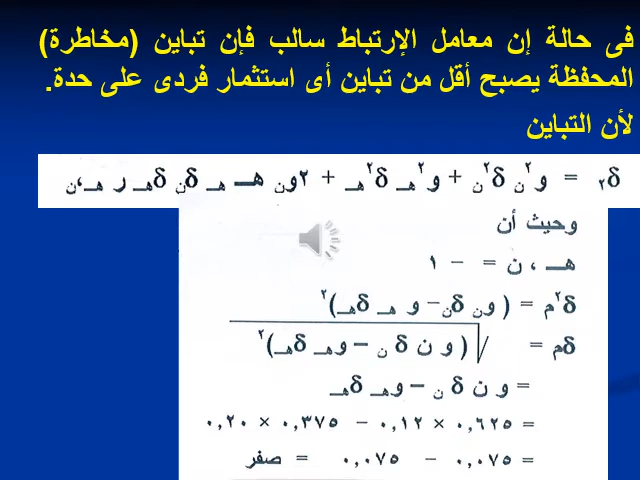 فى حالة إن معامل الإرتباط سالب فإن تباين (مخاطرة)
المحفظة يصبح أقل من تباين أى استثمار فردى على حدة.
لأن التباين
δ٢ = و٢ن δ٢ن + و٢هـ δ٢هـ + ٢ون هـ هـ δن δهـ ر هـ،ن
وحيث أن
هـ ، ن = − ١
δ٢م = ( ون δن − و هـ δهـ)٢
δم = √( و ن δ ن − وهـ δهـ)٢
= و ن δ ن − وهـ δهـ
= ٠,٦٢٥ × ٠,١٢ − ٠,٣٧٥ × ٠,٢٠
= ٠,٠٧٥ − ٠,٠٧٥ = صفر